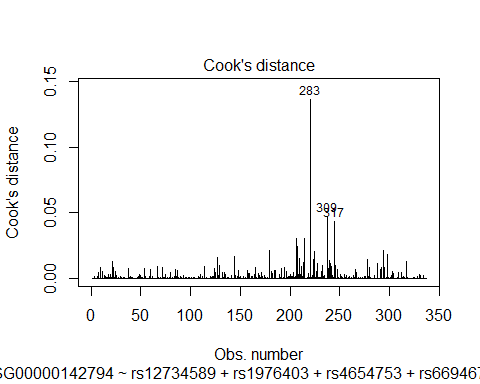 Cook's distance
0.15
0.10
0.05
0.00
Cook's distance
283
309
317
0 50 100 150 200 250 300 350
Obs. number
SG00000142794 ~ rs12734589 + rs1976403 + rs4654753 + rs669467